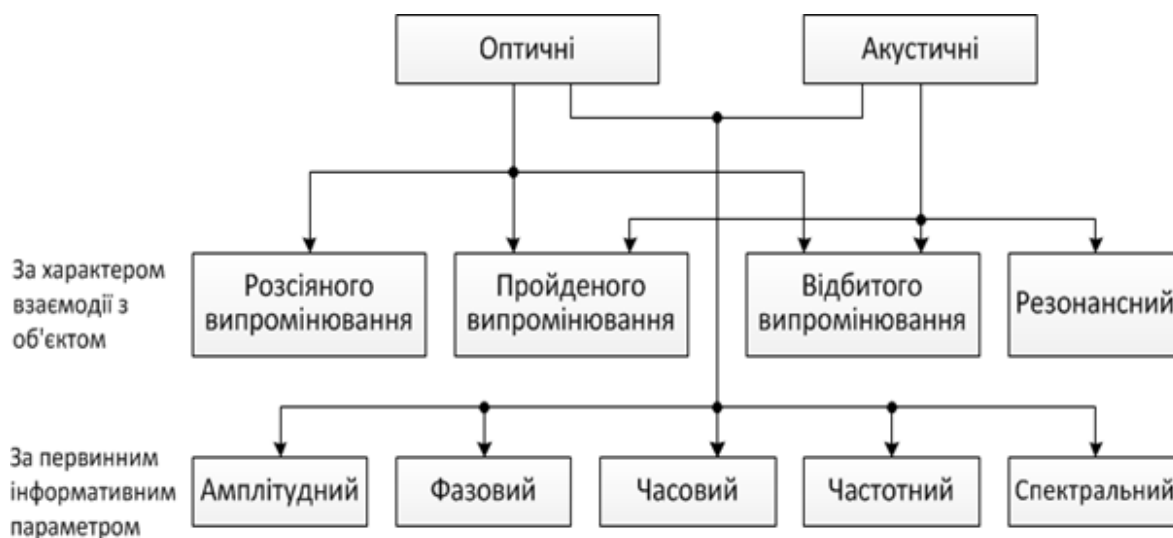 Оптичні
Акустичні
За характером
взаємодії з
об'єктом
Розсіяного
випромінювання
Пройденого
випромінювання
Відбитого
випромінювання
Резонансний
За первинним
інформативним
параметром
Амплітудний
Фазовий
Часовий
Частотний
Спектральний